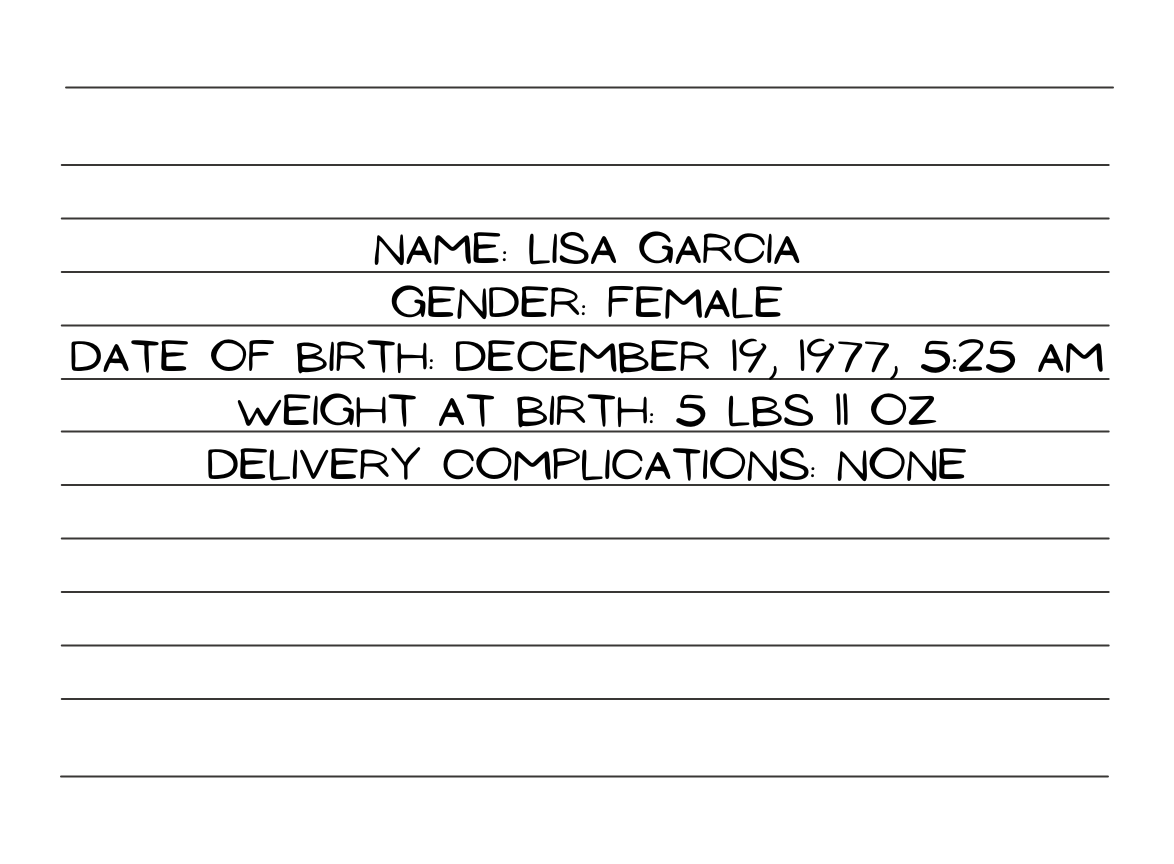 NAME: LISA GARCIA
GENDER: FEMALE
DATE OF BIRTH: DECEMBER 19, 1977, 5:25 AM
WEIGHT AT BIRTH: 5 LBS 11 OZ
DELIVERY COMPLICATIONS: NONE